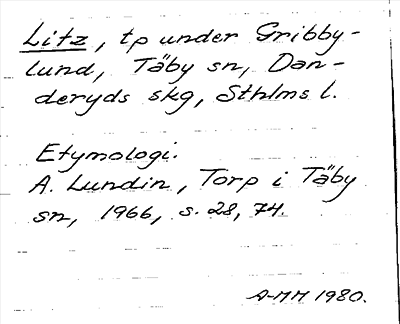 Litz, tp under Gribby-
lund, Täby sn, Dan-
deryds skg, Sthlms l.
Etymologi.
A. Lundin, Torp i Täby
sn, 1966, s. 28, 74.
A-MM 1980.